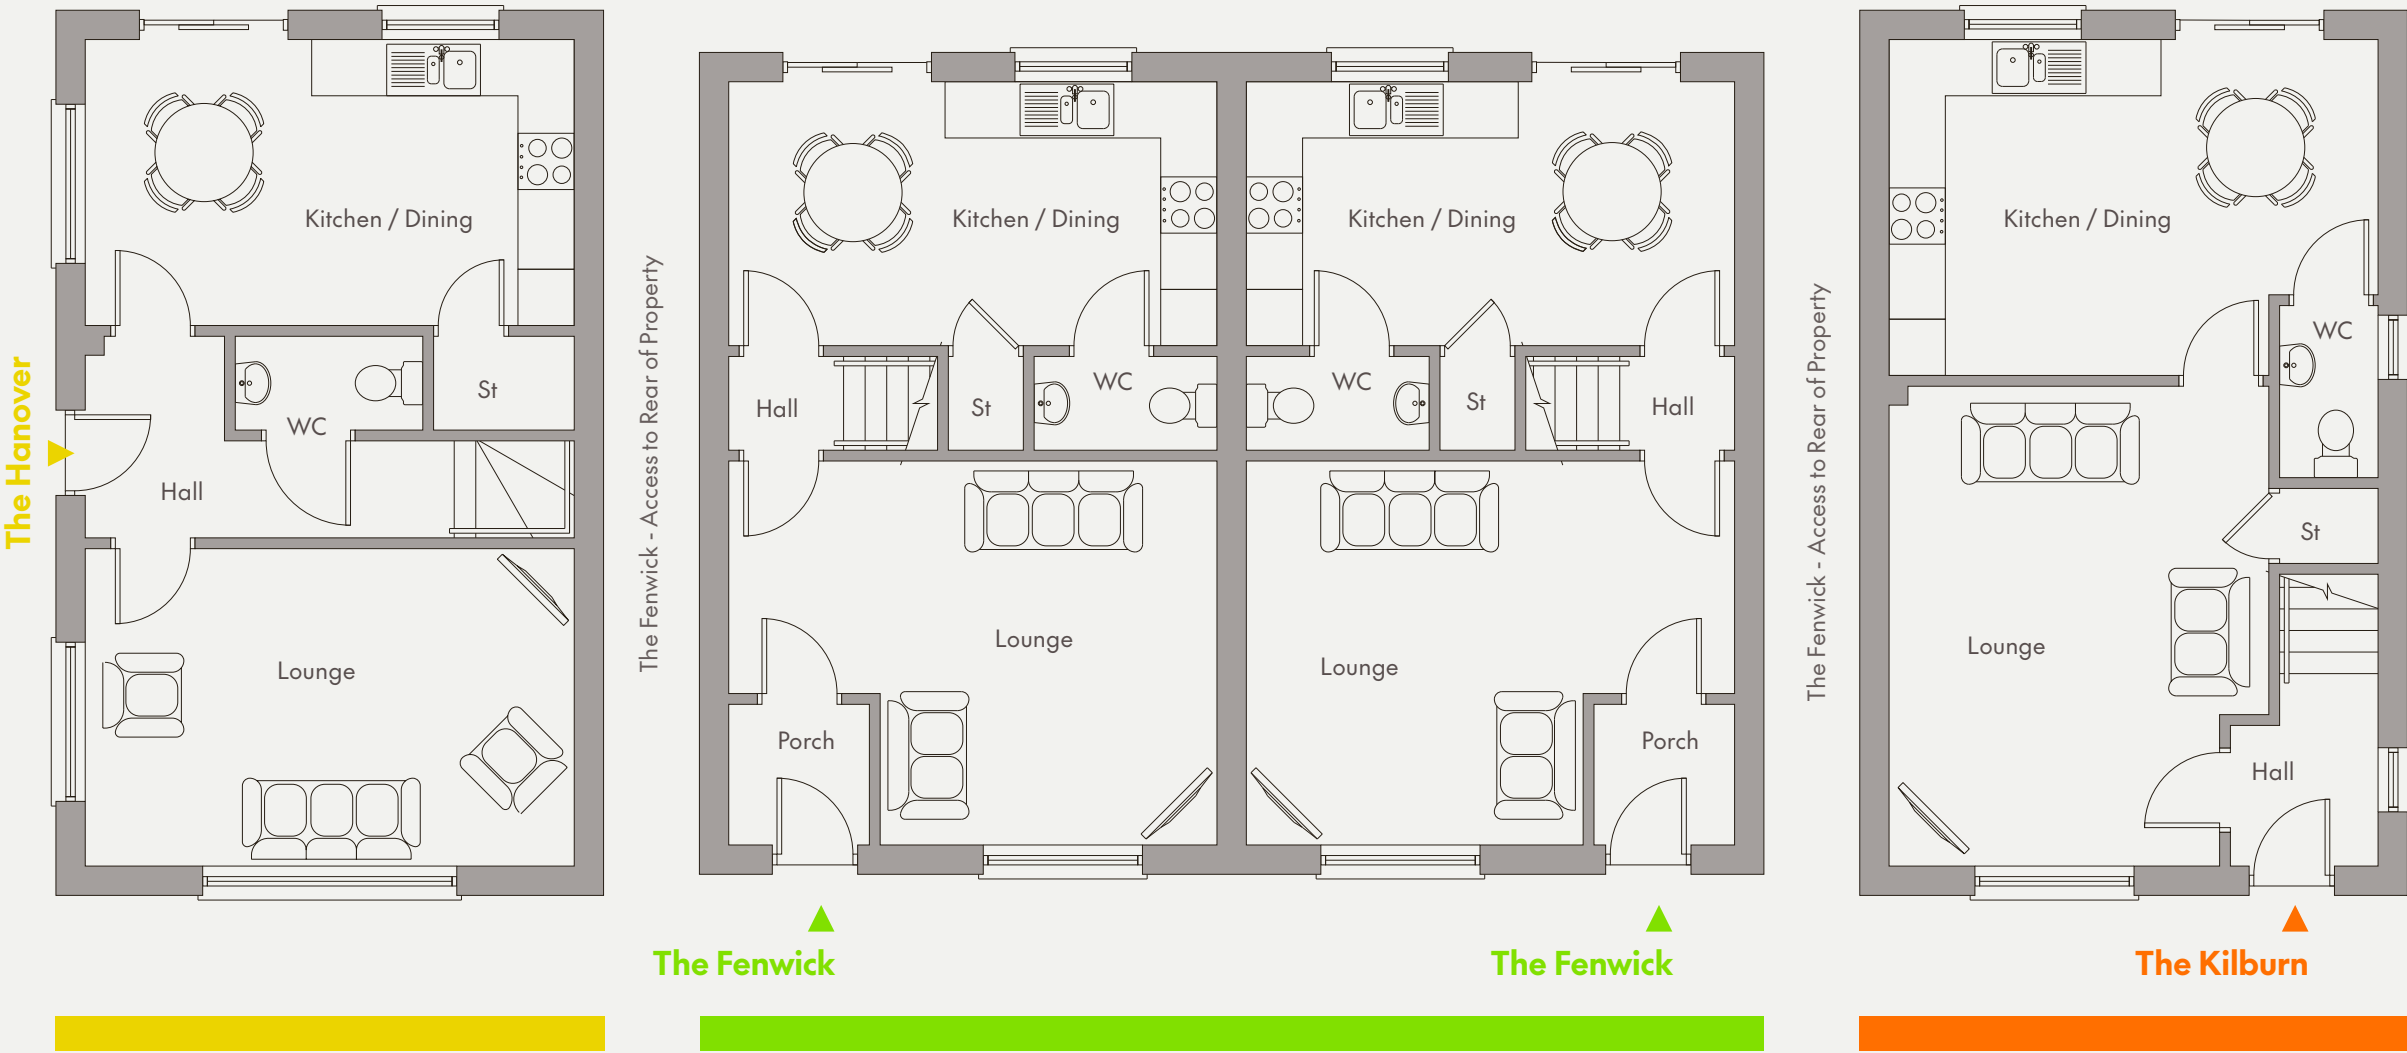 The Hanover
Kitchen / Dining
St
WC
Hall
Lounge
The Fenwick - Access to Rear of Property
Kitchen / Dining
Hall
St
WC
Lounge
Porch
Kitchen / Dining
WC
St
Hall
Lounge
Porch
The Fenwick - Access to Rear of Property
Kitchen / Dining
WC
St
Lounge
Hall
The Fenwick
The Fenwick
The Kilburn